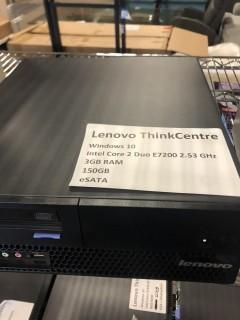 Lenovo ThinkCentre
Windows 10
Intel Core 2 Duo E7200 2.53 GHz
3GB RAM
150GB
eSATA
lenovo